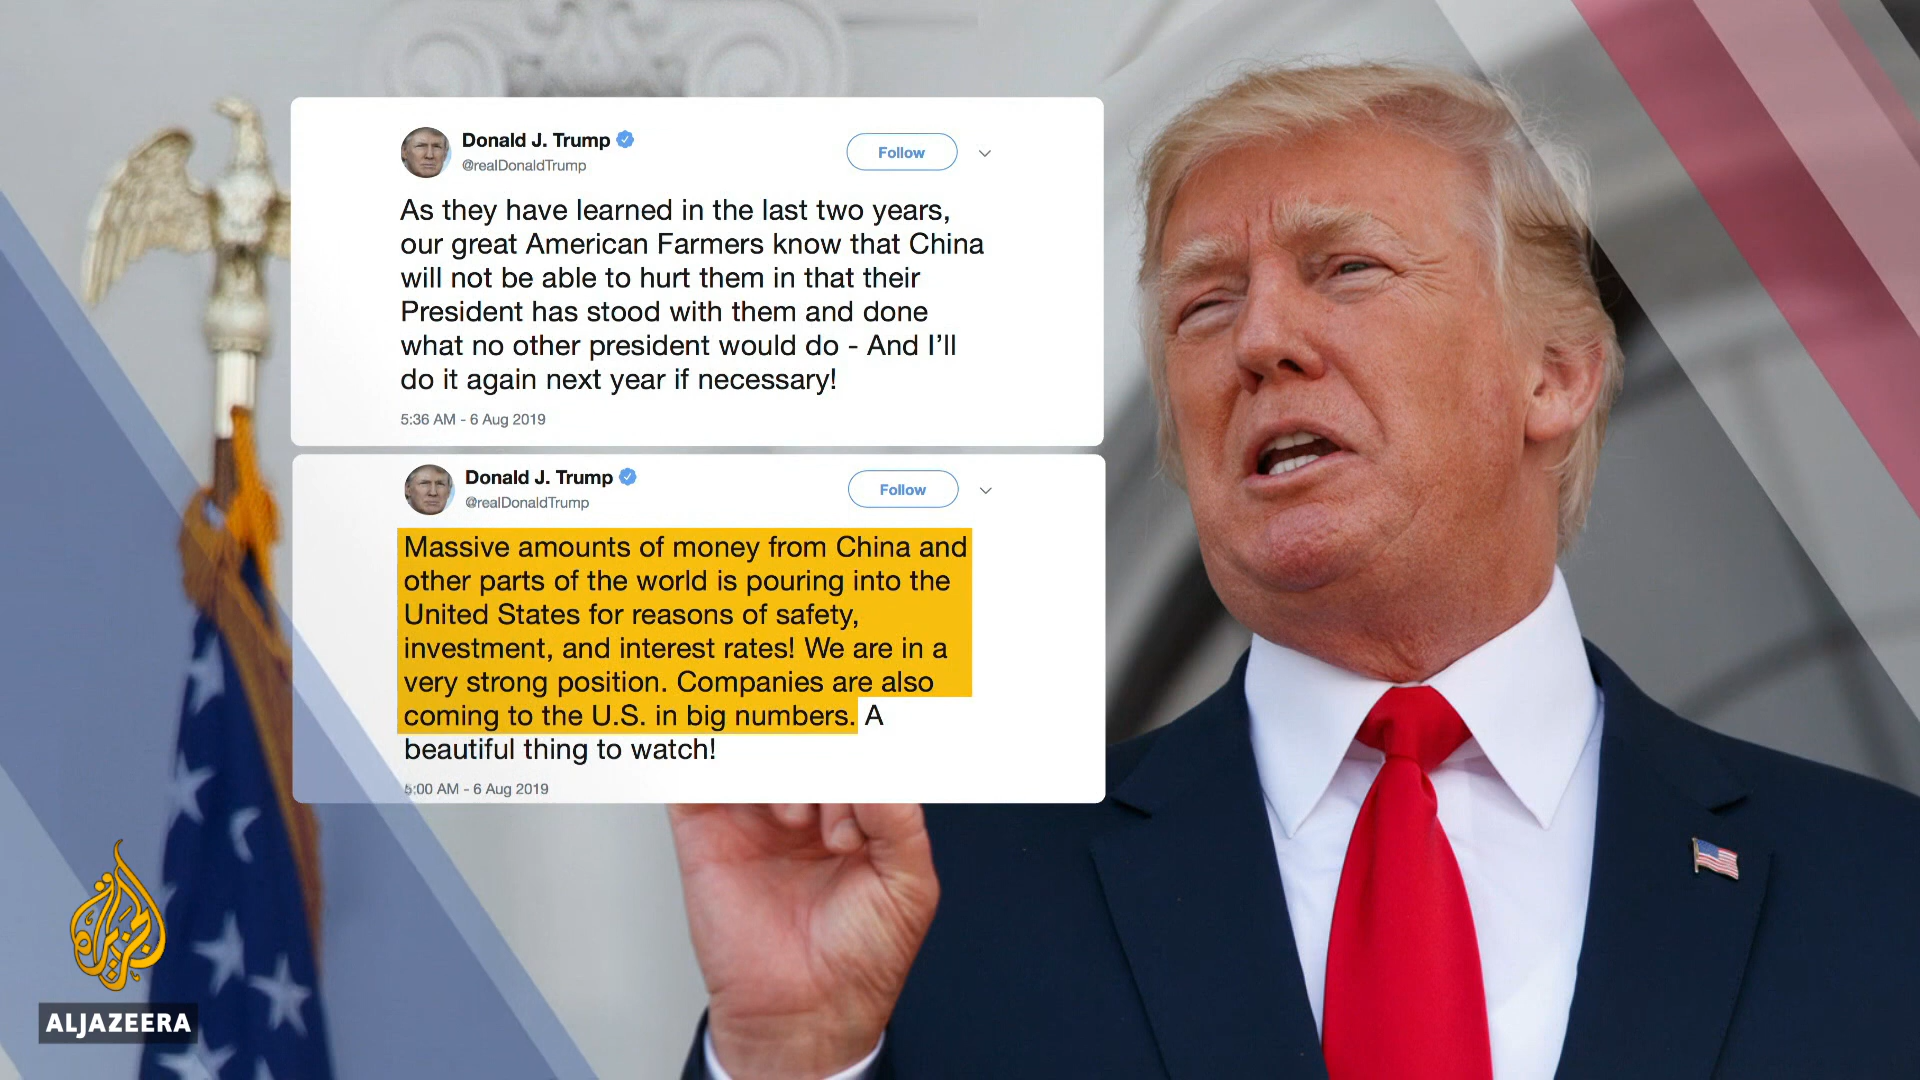 Donald J. Trump
@realDonaldTrump
Follow
As they have learned in the last two years,
our great American Farmers know that China
will not be able to hurt them in that their
President has stood with them and done
what no other president would do - And I’ll
do it again next year if necessary!
5:36 AM - 6 Aug 2019
Donald J. Trump
@realDonaldTrump
Follow
Massive amounts of money from China and
other parts of the world is pouring into the
United States for reasons of safety,
investment, and interest rates! We are in a
very strong position. Companies are also
coming to the U.S. in big numbers. A
beautiful thing to watch!
5:00 AM - 6 Aug 2019
الجزيرة
ALJAZEERA